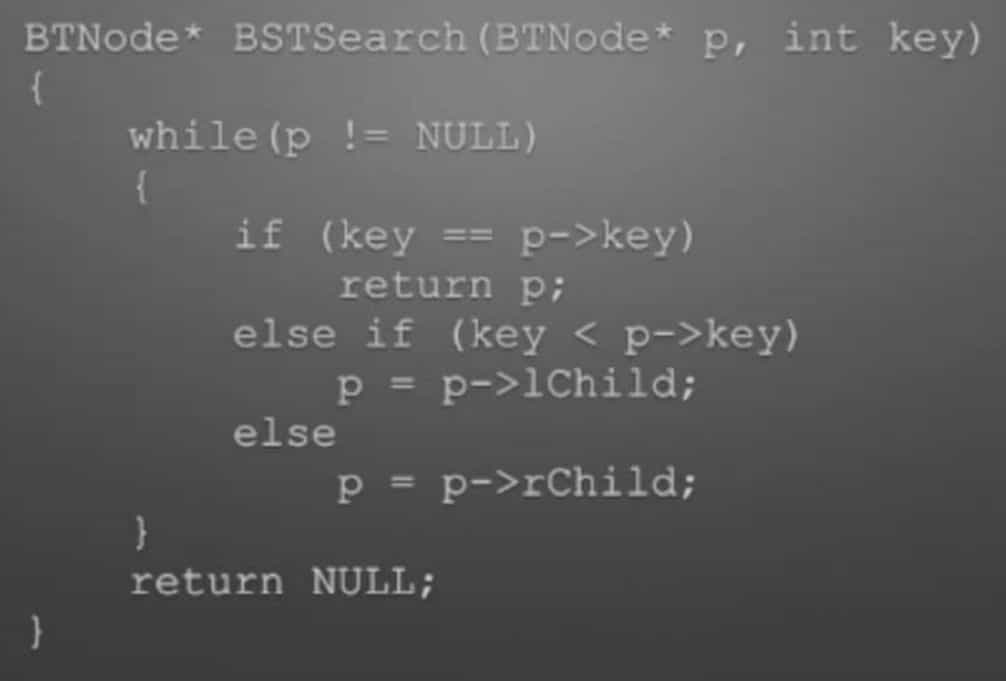 BTNode* BSTSearch(BTNode* p, int key)
{
    while(p != NULL)
    {
        if (key == p->key)
            return p;
        else if (key < p->key)
            p = p->lChild;
        else
            p = p->rChild;
    }
    return NULL;
}